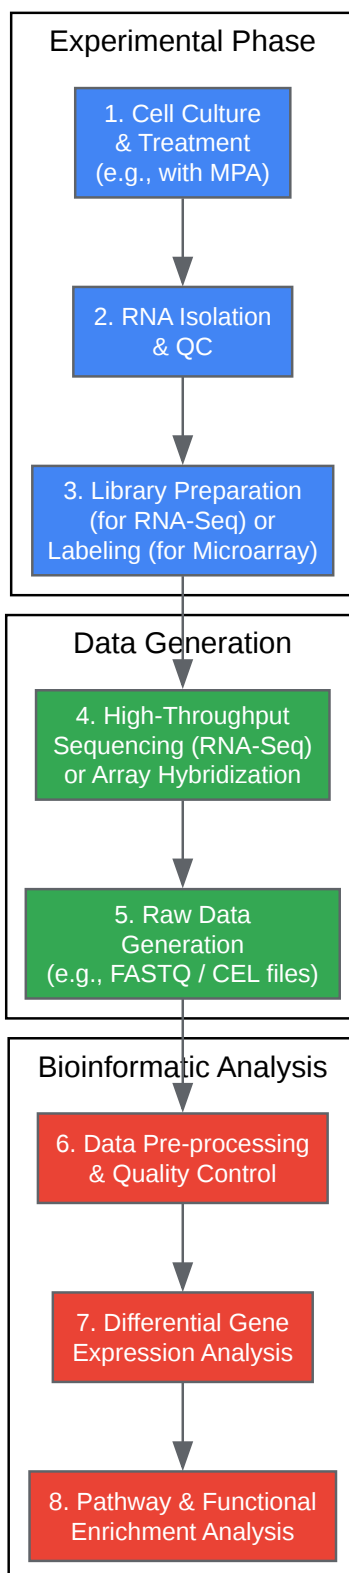 Experimental Phase
1. Cell Culture
& Treatment
(e.g., with MPA)
2. RNA Isolation
& QC
3. Library Preparation
(for RNA-Seq) or
Labeling (for Microarray)
Data Generation
4. High-Throughput
Sequencing (RNA-Seq)
or Array Hybridization
5. Raw Data
Generation
(e.g., FASTQ / CEL files)
Bioinformatic Analysis
6. Data Pre-processing
& Quality Control
7. Differential Gene
Expression Analysis
8. Pathway & Functional
Enrichment Analysis